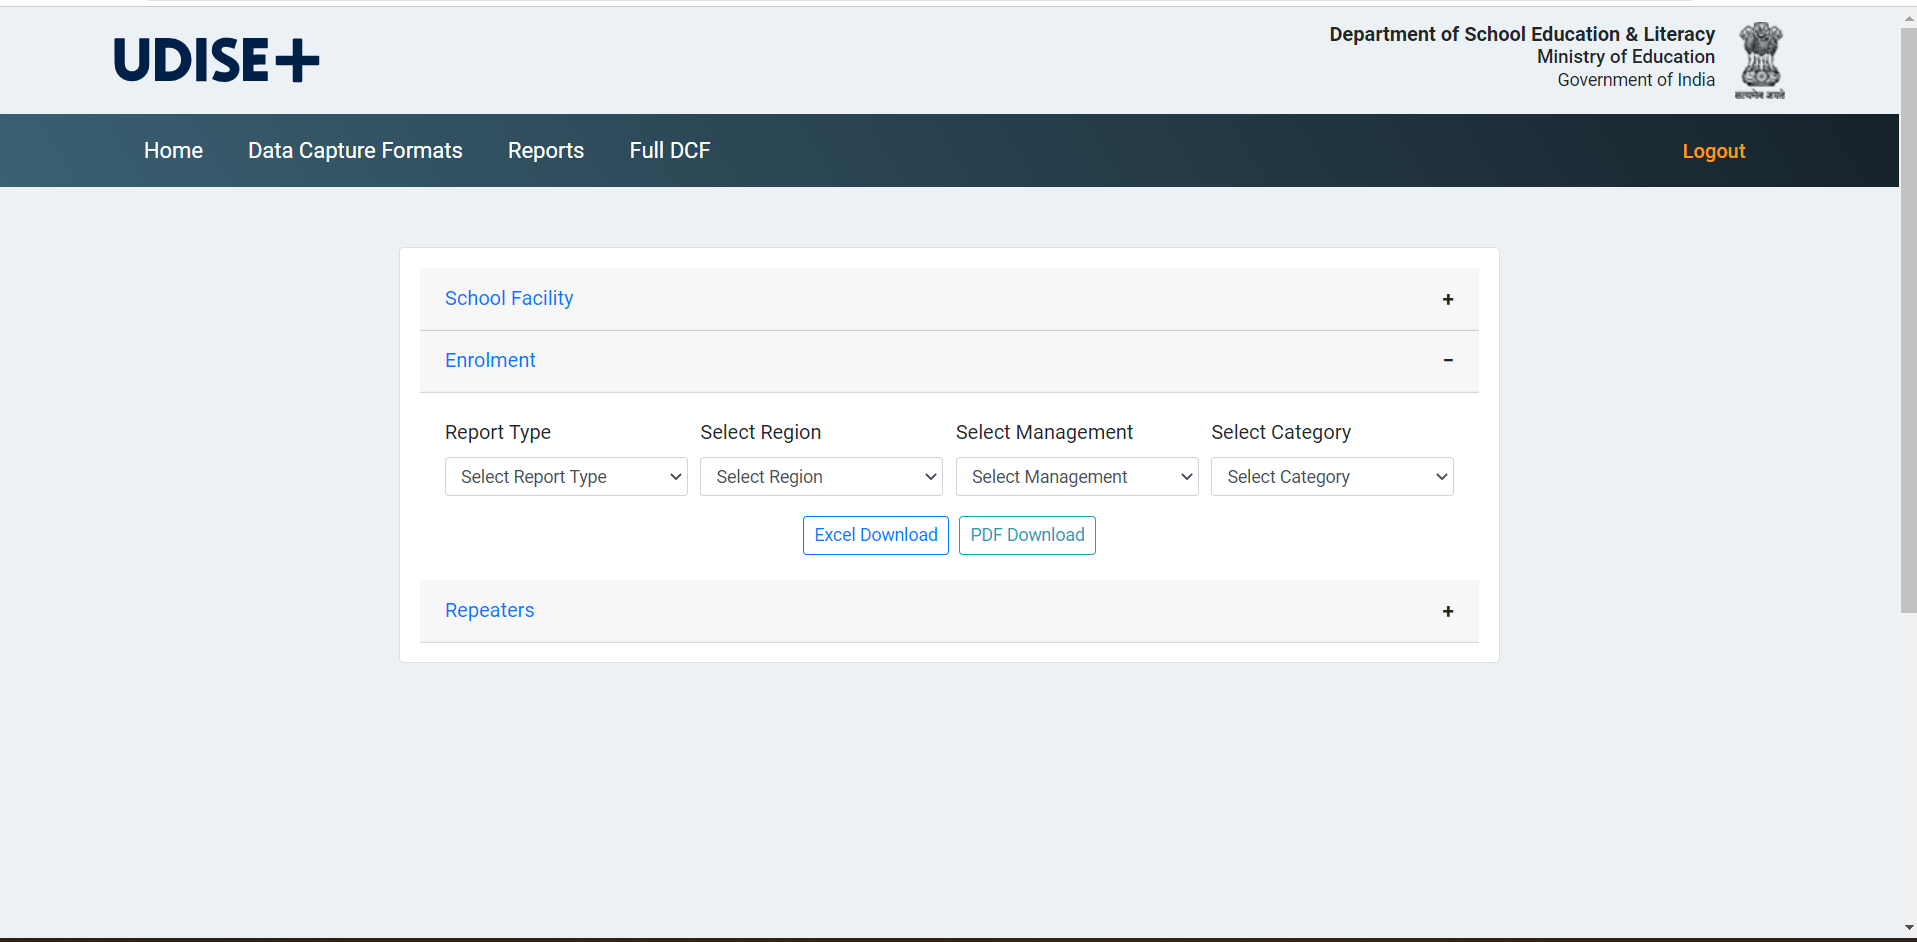 UDISE+
Department of School Education & Literacy
Ministry of Education
Government of India
सत्यमेव जयते
Home
Data Capture Formats
Reports
Full DCF
Logout
School Facility
+
Enrolment
−
Report Type
Select Region
Select Management
Select Category
Select Report Type
Select Region
Select Management
Select Category
Excel Download
PDF Download
Repeaters
+